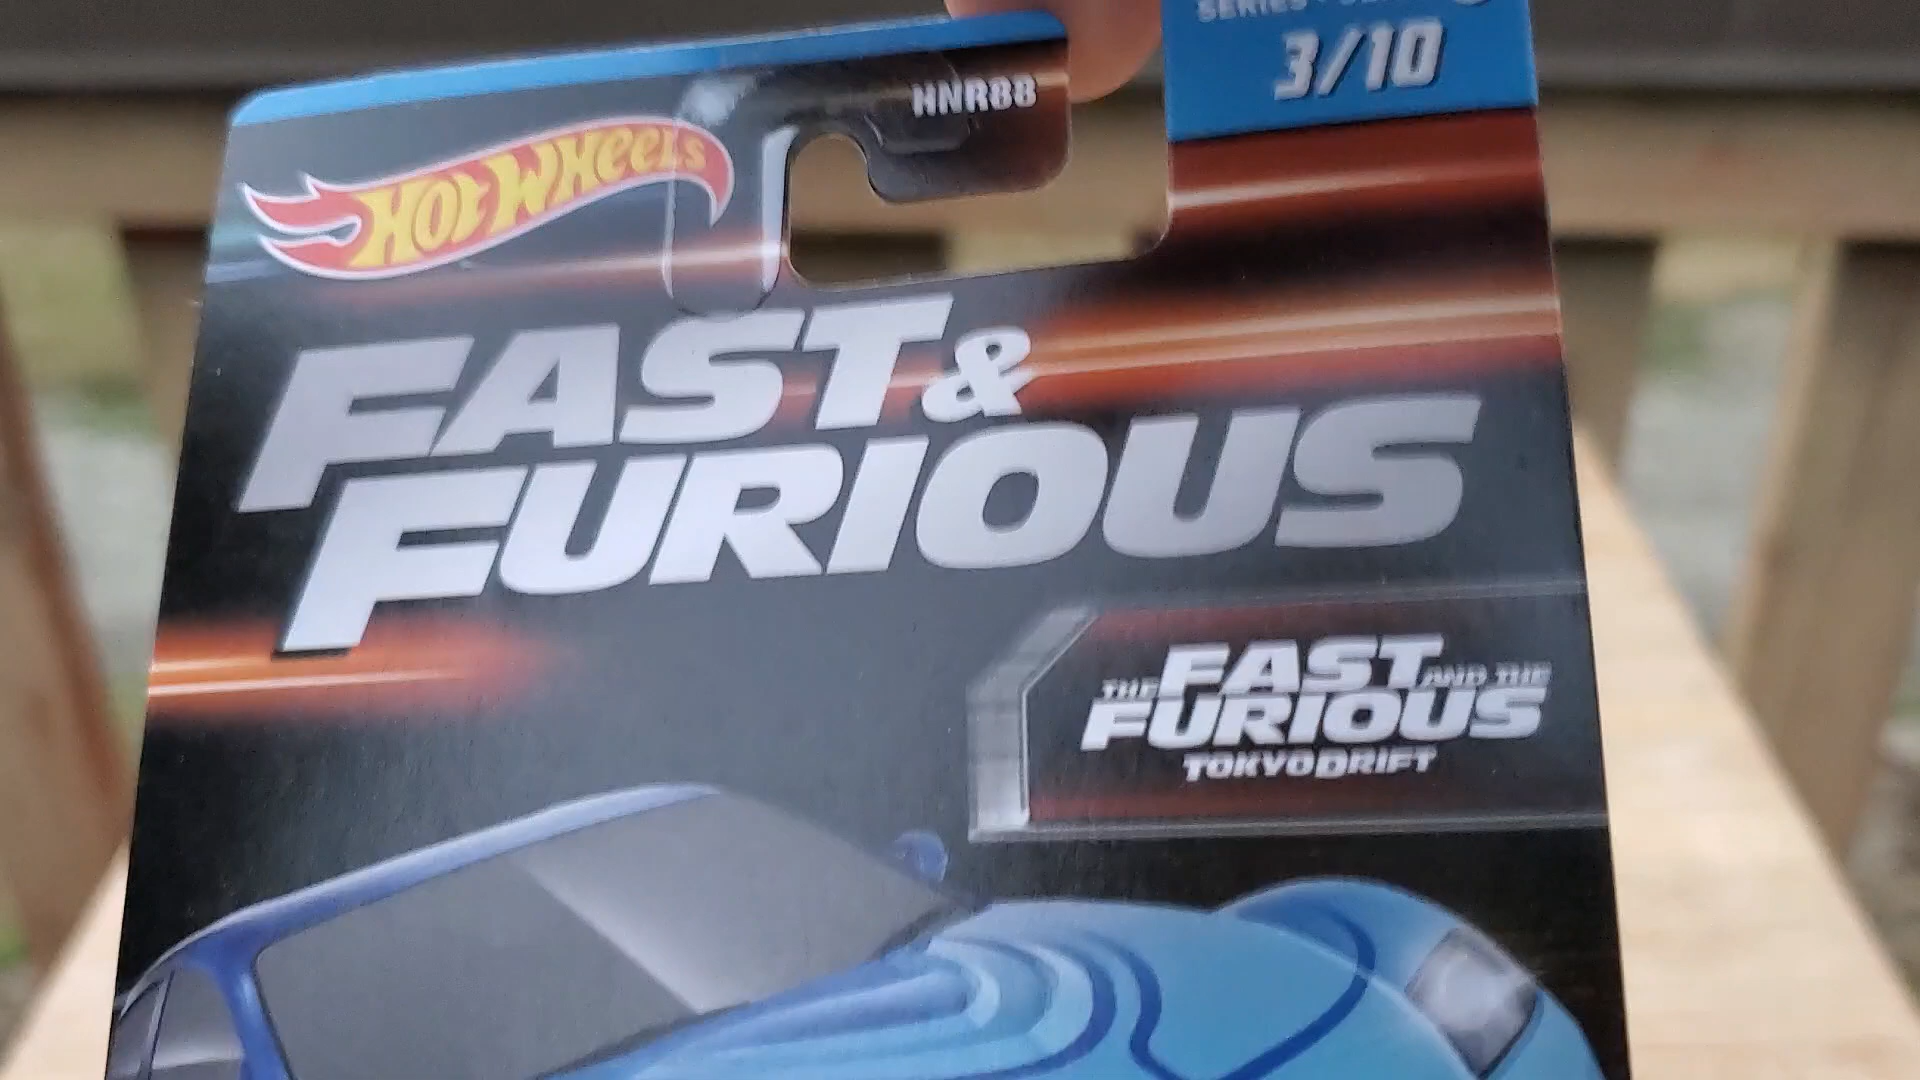 SERIES
3/10
HNR88
HOT WHEELS
FAST &
FURIOUS
THE FAST AND THE
FURIOUS
TOKYO DRIFT